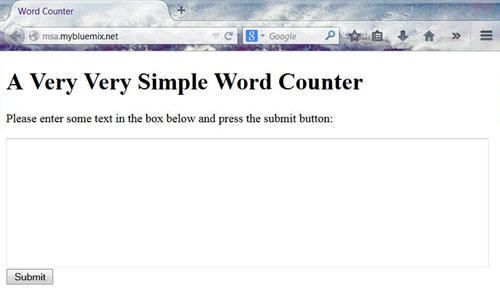 Word Counter
msa.mybluemix.net
Google
A Very Very Simple Word Counter
Please enter some text in the box below and press the submit button:
Submit